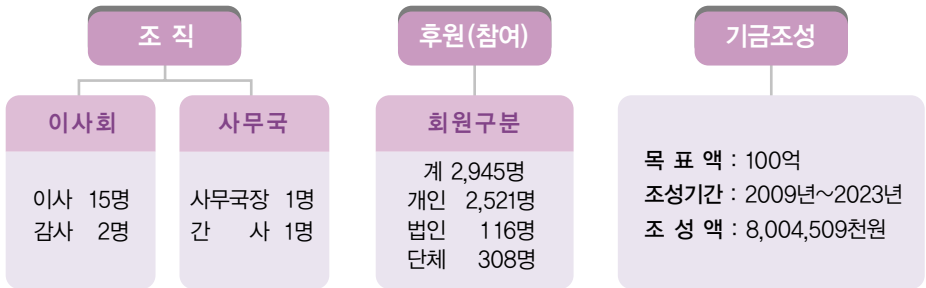 조 직
이사회
이사 15명
감사 2명
사무국
사무국장 1명
간 사 1명
후원(참여)
회원구분
계 2,945명
개인 2,521명
법인 116명
단체 308명
기금조성
목 표 액 : 100억
조성기간 : 2009년~2023년
조 성 액 : 8,004,509천원